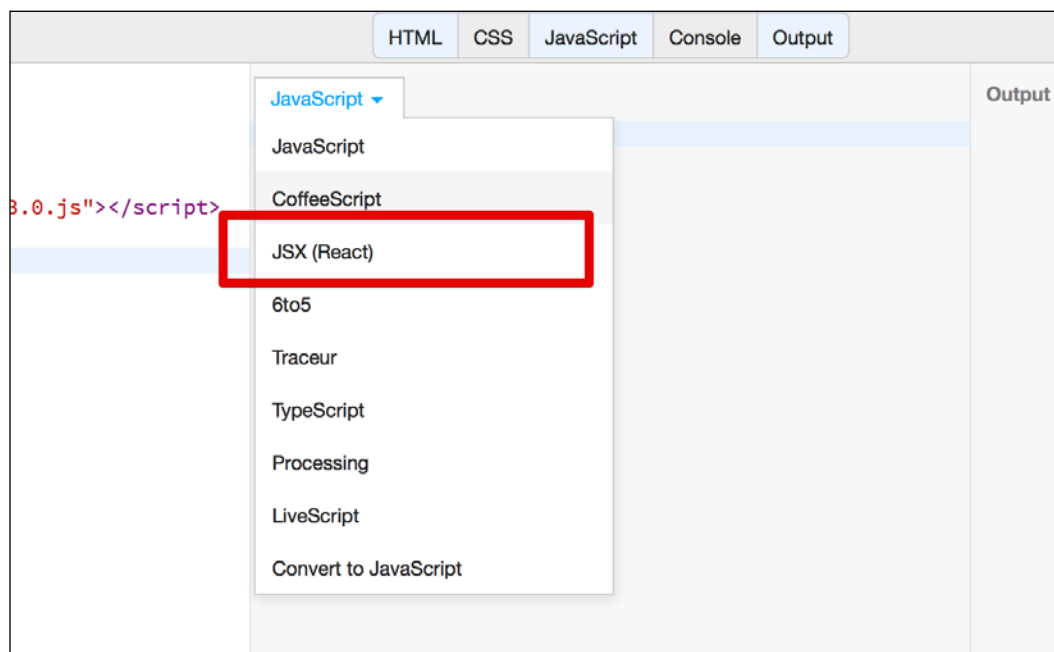 HTML CSS JavaScript Console Output
JavaScript
Output
JavaScript
CoffeeScript
3.0.js"></script>
JSX (React)
6to5
Traceur
TypeScript
Processing
LiveScript
Convert to JavaScript